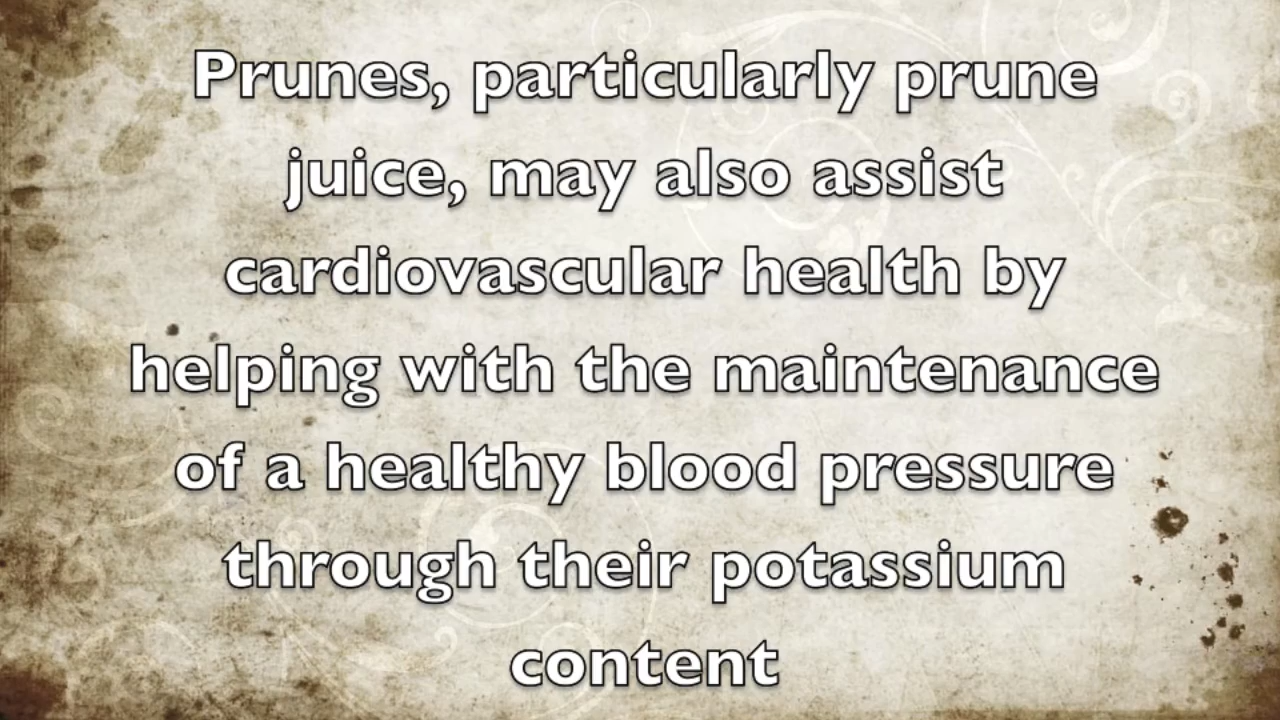 Prunes, particularly prune
juice, may also assist
cardiovascular health by
helping with the maintenance
of a healthy blood pressure
through their potassium
content